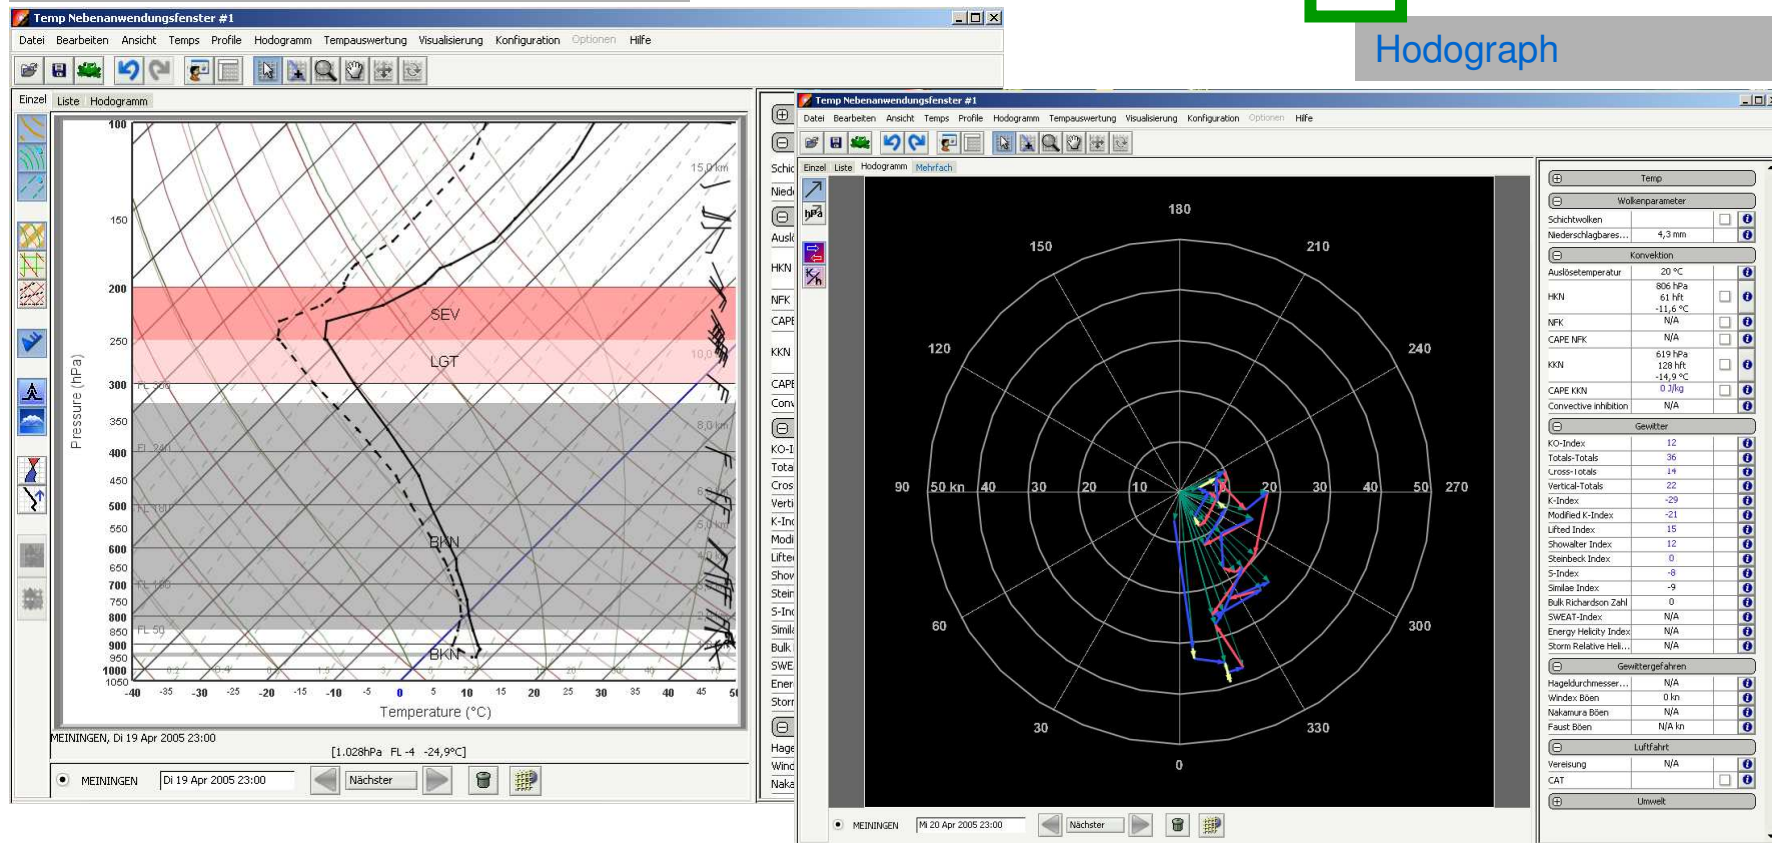 Hodograph
Temp Nebenanwendungsfenster #1
Datei Bearbeiten Ansicht Temps Profile Hodogramm Tempauswertung Visualisierung Konfiguration Optionen Hilfe
Einzel Liste Hodogramm
100
150
200
250
300
350
400
450
500
550
600
650
700
750
800
850
900
950
1000
1050
Pressure (hPa)
SEV
LGT
BKN
BKN
FL 50
15,0 km
-40 -35 -30 -25 -20 -15 -10 -5 0 5 10 15 20 25 30 35 40 45
Temperature (°C)
MEININGEN, Di 19 Apr 2005 23:00
[1.028hPa FL -4 -24,9°C]
MEININGEN Di 19 Apr 2005 23:00 Nächster
HKN
NFK
KKN
Temp Nebenanwendungsfenster #1
Datei Bearbeiten Ansicht Temps Profile Hodogramm Tempauswertung Visualisierung Konfiguration Optionen Hilfe
Einzel Liste Hodogramm Mehrfach
hPa
180
150 210
120 240
90 50 kn 40 30 20 10 20 30 40 50 270
60 300
30 330
0
MEININGEN Mi 20 Apr 2005 23:00 Nächster
Temp
Wolkenparameter
Schichtwolken
Niederschlagbares... 4,3 mm
Konvektion
Auslösetemperatur 20 °C
806 hPa
HKN 61 hft
-11,6 °C
NFK N/A
CAPE NFK N/A
619 hPa
KKN 128 hft
-14,9 °C
CAPE KKN 0 J/kg
Convective inhibition N/A
Gewitter
KO-Index 12
Totals-Totals 36
Cross-Totals 14
Vertical-Totals 22
K-Index -29
Modified K-Index -21
Lifted Index 15
Showalter Index 12
Steinbeck Index 0
S-Index -8
Similae Index -9
Bulk Richardson Zahl 0
SWEAT-Index N/A
Energy Helicity Index N/A
Storm Relative Heli... N/A
Gewittergefahren
Hageldurchmesser... N/A
Windex Böen 0 kn
Nakamura Böen N/A
Faust Böen N/A kn
Luftfahrt
Vereisung N/A
CAT
Umwelt